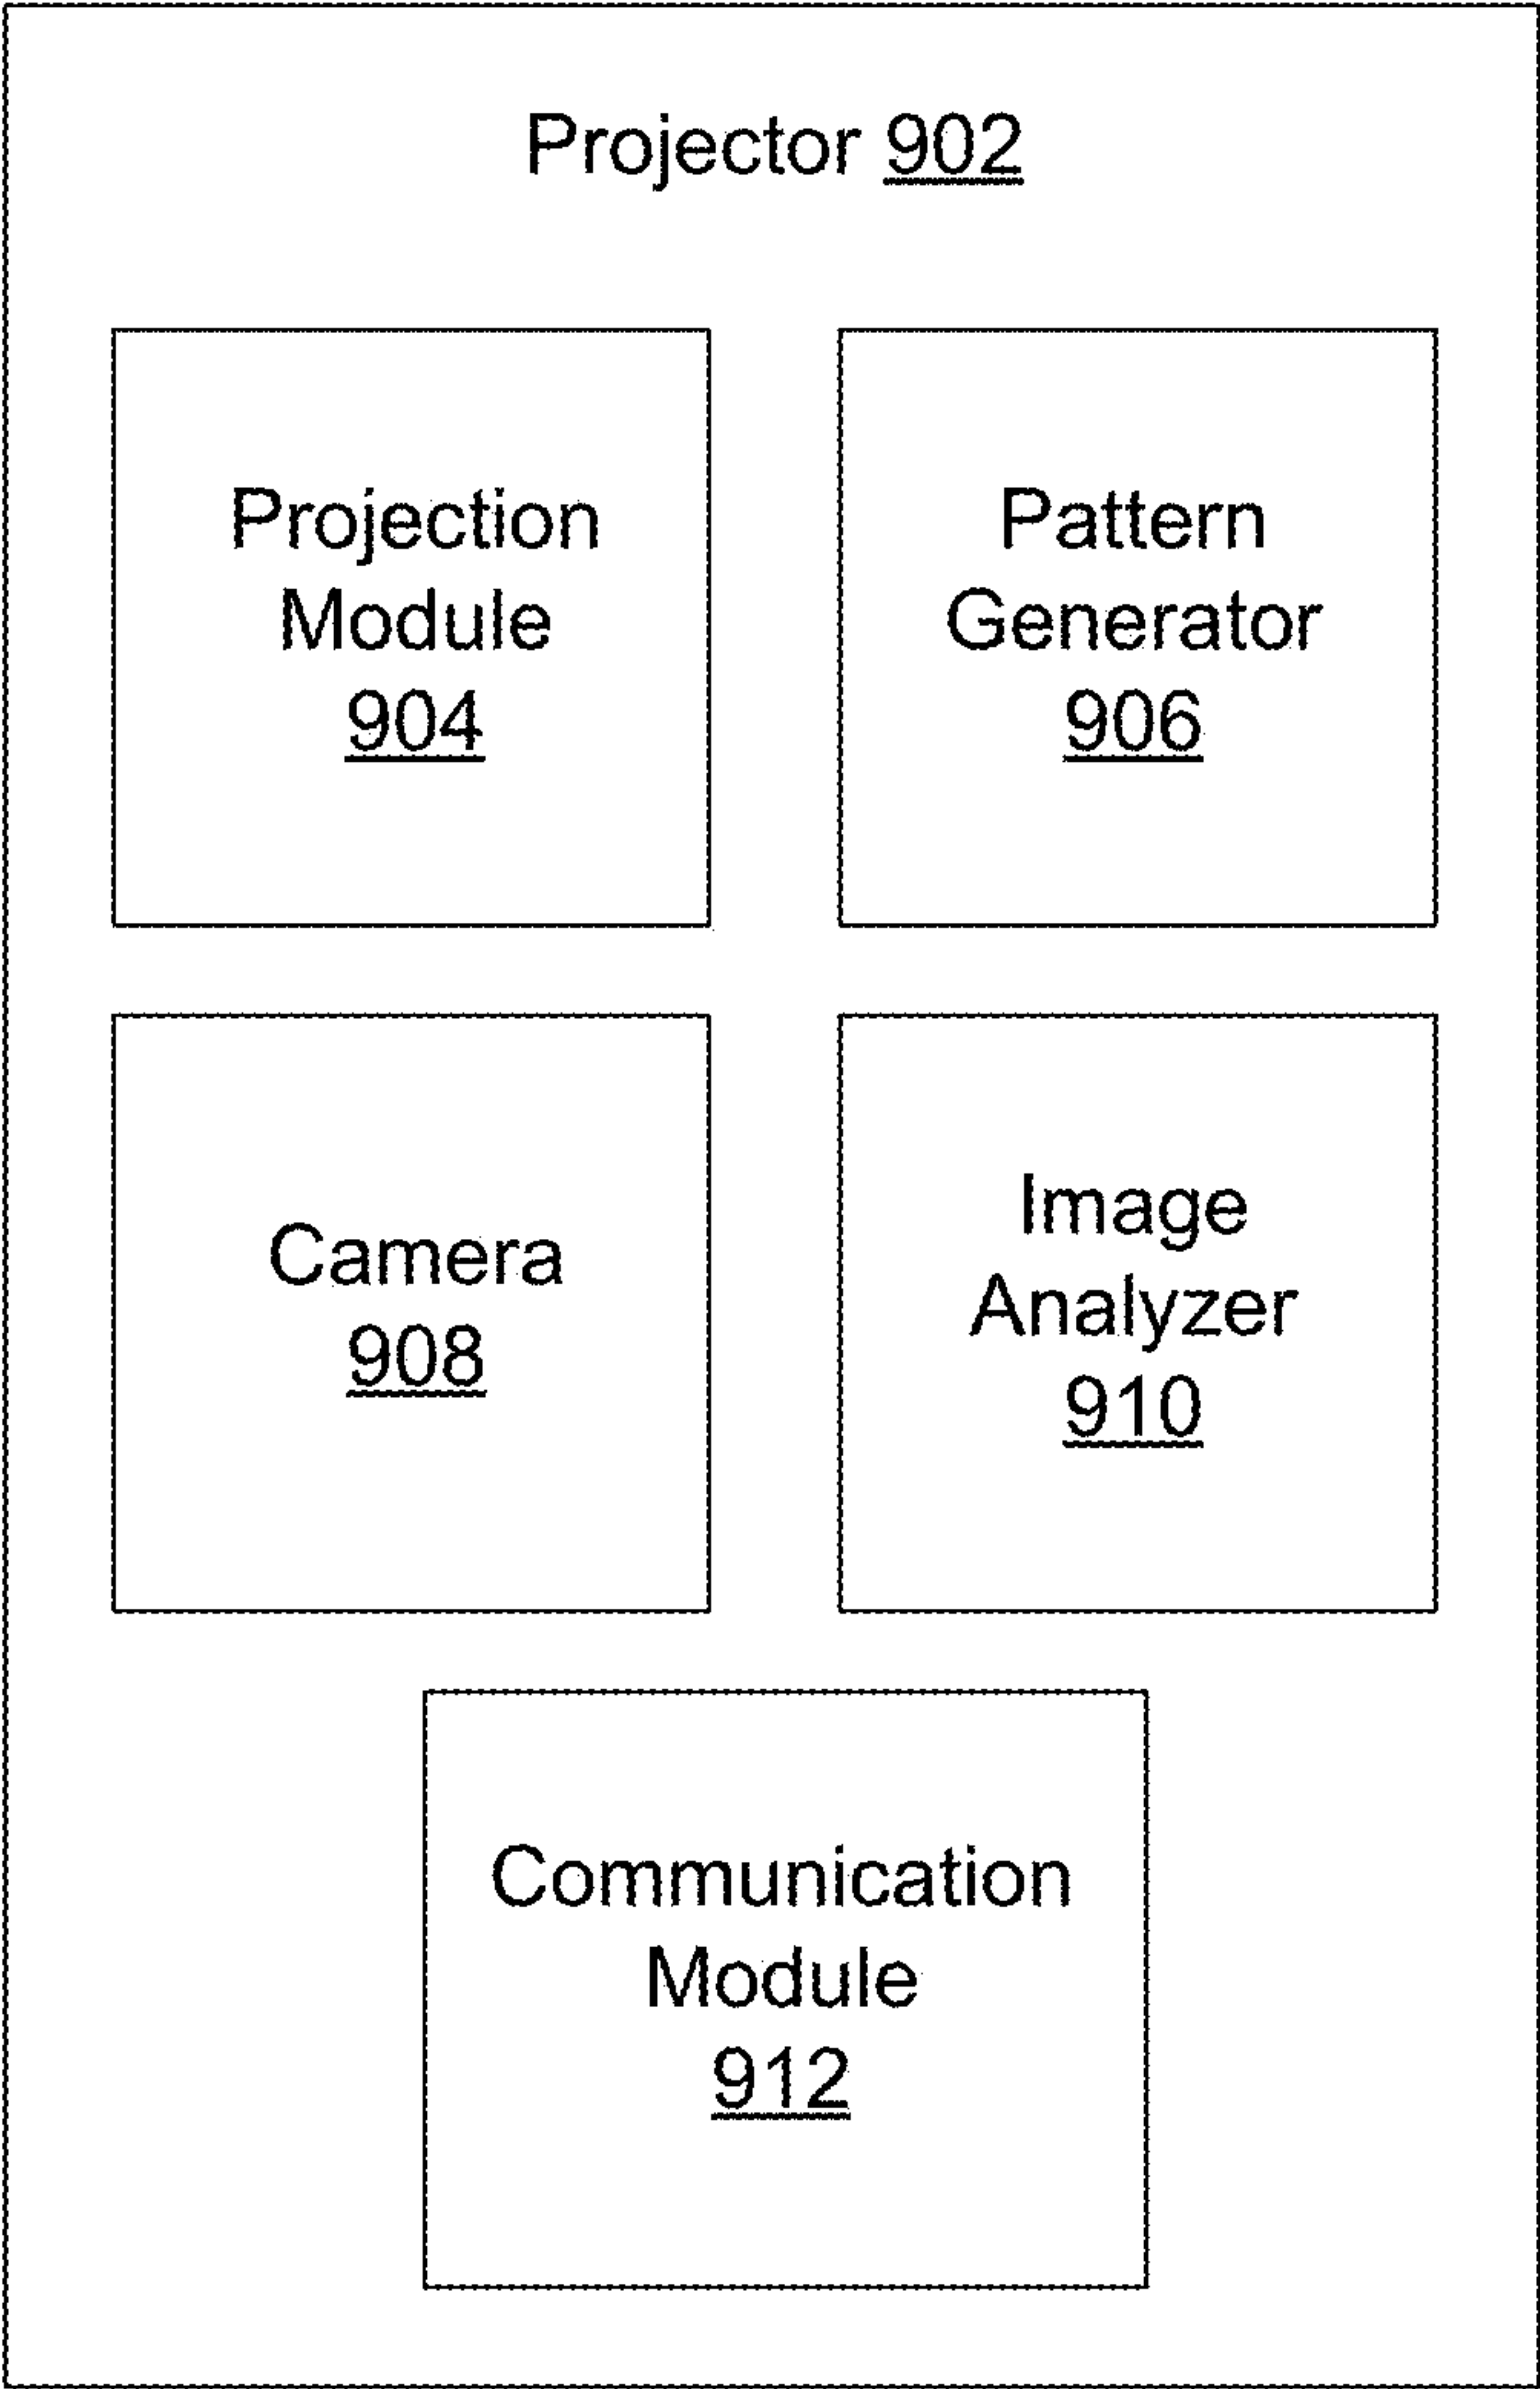 Projector 902
Projection
Module
904
Pattern
Generator
906
Camera
908
Image
Analyzer
910
Communication
Module
912